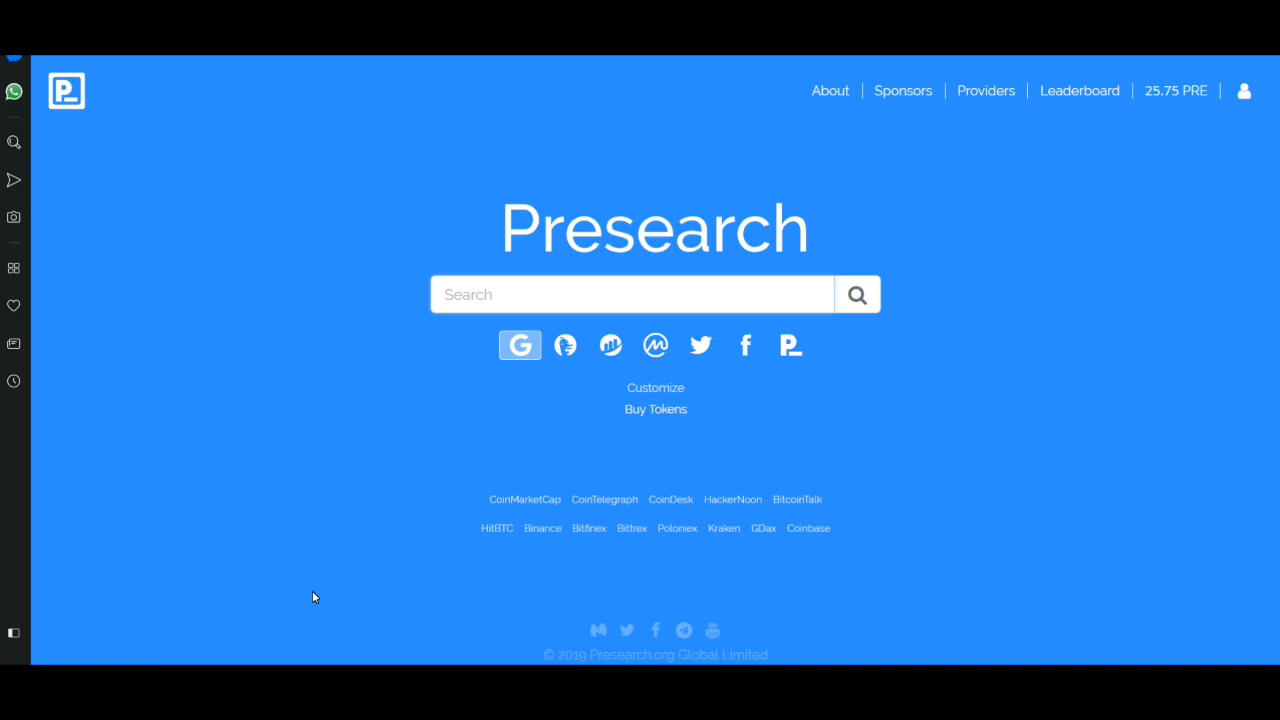 About Sponsors Providers Leaderboard 25.75 PRE
Presearch
Search
Customize
Buy Tokens
CoinMarketCap CoinTelegraph CoinDesk HackerNoon BitcoinTalk
HitBTC Binance Bitfinex Bittrex Poloniex Kraken GDax Coinbase
© 2019 Presearch.org Global Limited